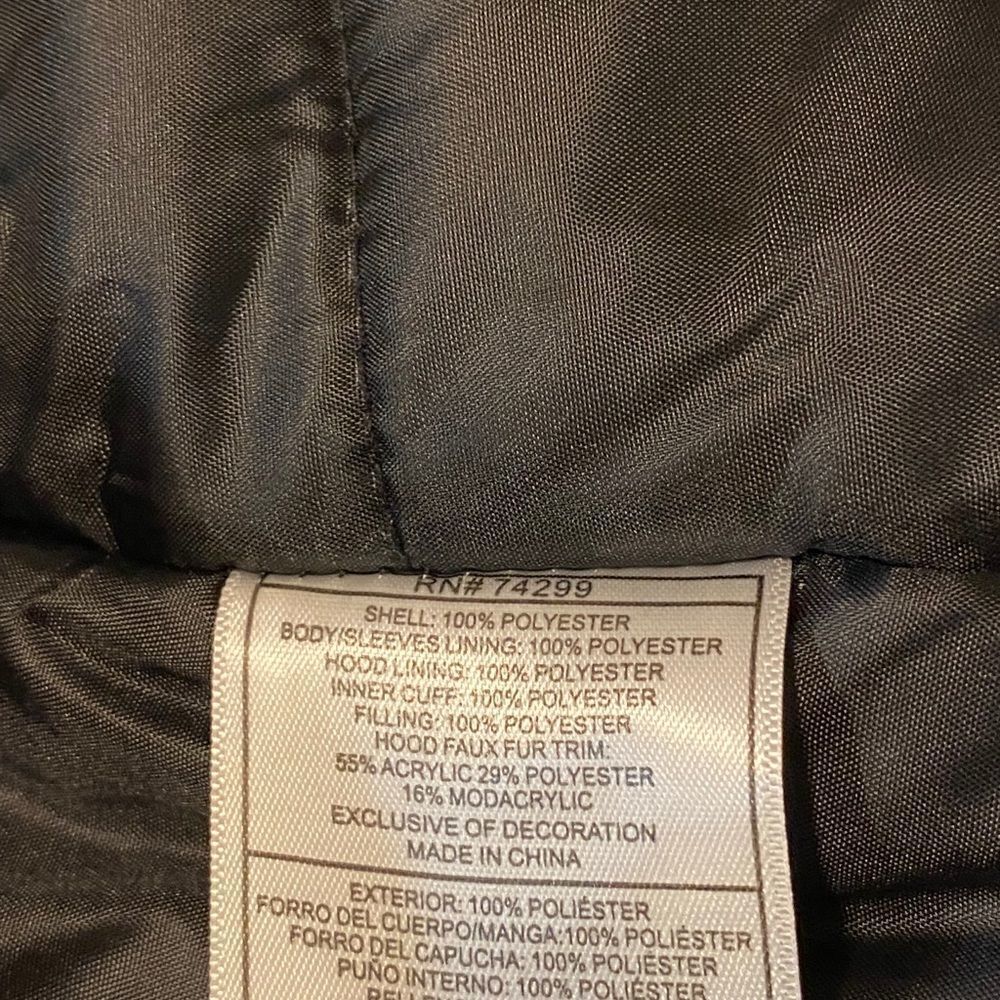 RN# 74299
SHELL: 100% POLYESTER
BODY/SLEEVES LINING: 100% POLYESTER
HOOD LINING: 100% POLYESTER
INNER CUFF: 100% POLYESTER
FILLING: 100% POLYESTER
HOOD FAUX FUR TRIM:
55% ACRYLIC 29% POLYESTER
16% MODACRYLIC
EXCLUSIVE OF DECORATION
MADE IN CHINA
EXTERIOR: 100% POLIÉSTER
FORRO DEL CUERPO/MANGA:100% POLIÉSTER
FORRO DEL CAPUCHA: 100% POLIÉSTER
PUÑO INTERNO: 100% POLIÉSTER